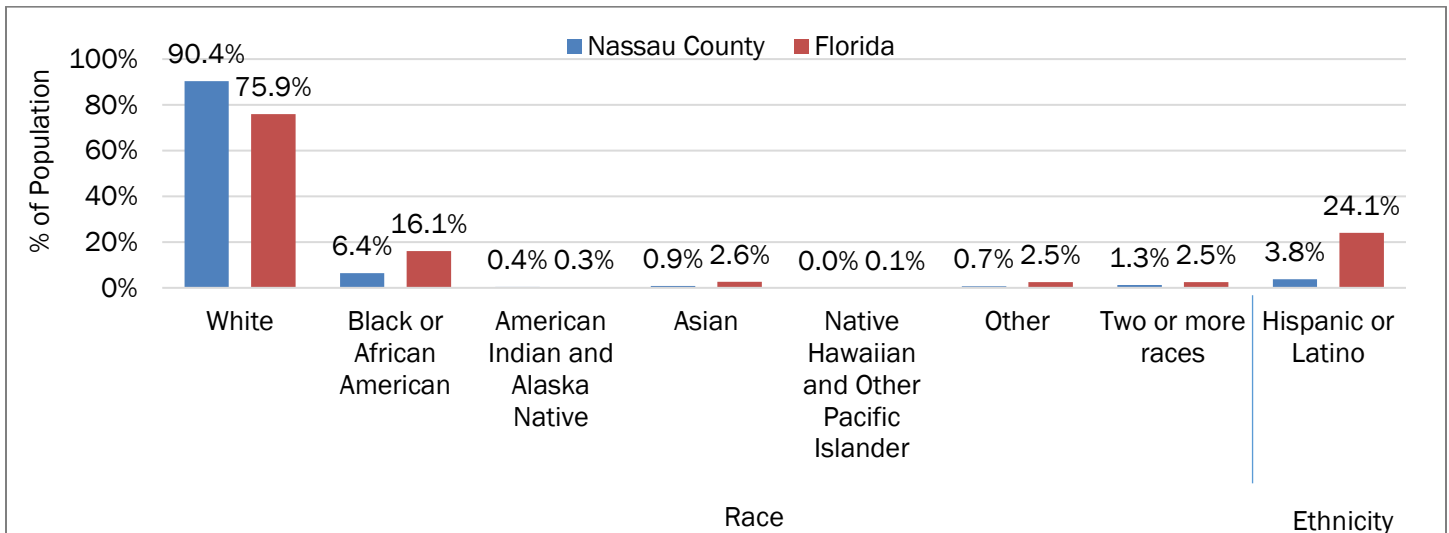 Nassau County Florida
% of Population
100%
80%
60%
40%
20%
0%
90.4% 75.9%
6.4% 16.1%
0.4% 0.3%
0.9% 2.6%
0.0% 0.1%
0.7% 2.5%
1.3% 2.5%
3.8% 24.1%
White
Black or
African
American
American
Indian and
Alaska
Native
Asian
Native
Hawaiian
and Other
Pacific
Islander
Other
Two or more
races
Hispanic or
Latino
Race
Ethnicity